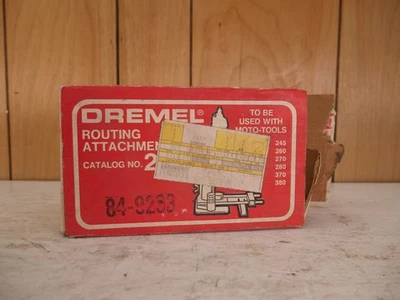 DREMEL®
ROUTING
ATTACHMENT
CATALOG NO. 2
TO BE
USED WITH
MOTO-TOOLS
245
260
270
280
370
380
84-9233